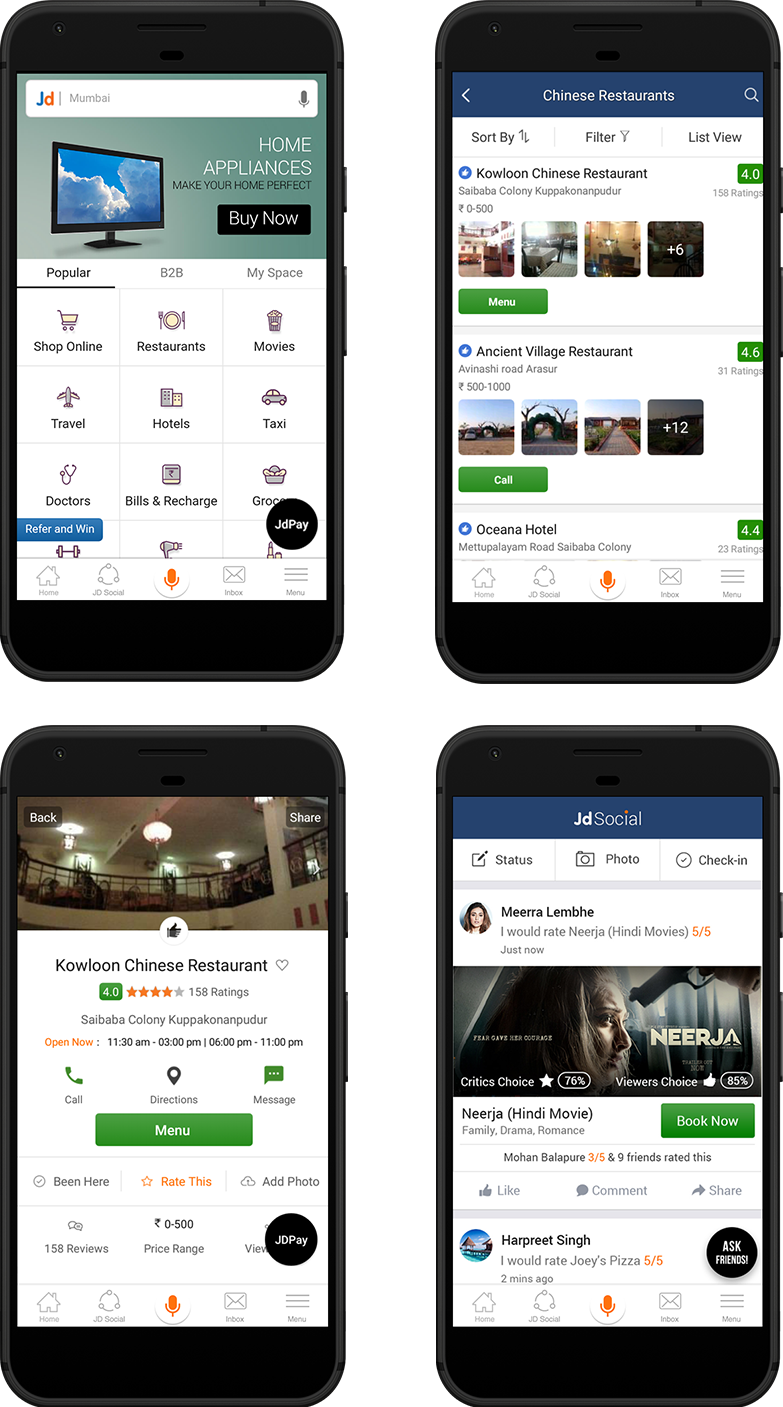 Jd | Mumbai
HOME
APPLIANCES
MAKE YOUR HOME PERFECT
Buy Now
Popular B2B My Space
Shop Online Restaurants Movies
Travel Hotels Taxi
Doctors Bills & Recharge
JdPay
Refer and Win
Home JD Social Inbox Menu
Chinese Restaurants
Sort By Filter List View
Kowloon Chinese Restaurant 4.0
Saibaba Colony Kuppakonanpudur 158 Ratings
₹ 0-500
+6
Menu
Ancient Village Restaurant 4.6
Avinashi road Arasur 31 Ratings
₹ 500-1000
+12
Call
Oceana Hotel 4.4
Mettupalayam Road Saibaba Colony 23 Ratings
Home JD Social Inbox Menu
Back Share
Kowloon Chinese Restaurant
4.0 158 Ratings
Saibaba Colony Kuppakonanpudur
Open Now : 11:30 am - 03:00 pm | 06:00 pm - 11:00 pm
Call Directions Message
Menu
Been Here Rate This Add Photo
₹ 0-500
158 Reviews Price Range View
JDPay
Home JD Social Inbox Menu
JdSocial
Status Photo Check-in
Meerra Lembhe
I would rate Neerja (Hindi Movies) 5/5
Just now
FEAR GAVE HER COURAGE
NEERJA
TRAILER OUT
NOW
Critics Choice 76% Viewers Choice 85%
Neerja (Hindi Movie)
Family, Drama, Romance
Book Now
Mohan Balapure 3/5 & 9 friends rated this
Like Comment Share
Harpreet Singh
I would rate Joey's Pizza 5/5
2 mins ago
ASK
FRIENDS!
Home JD Social Inbox Menu